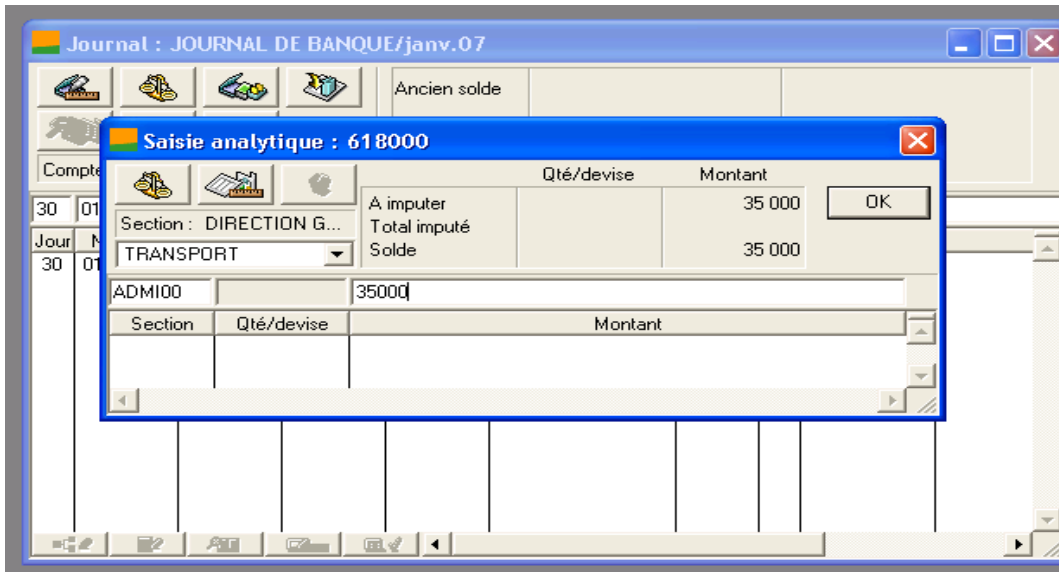 Journal : JOURNAL DE BANQUE/janv.07
Ancien solde
Saisie analytique : 618000
Compte
Qté/devise Montant
A imputer 35 000 OK
Section : DIRECTION G... Total imputé
TRANSPORT Solde 35 000
30 01
Jour
30 01
ADMI00 35000
Section Qté/devise Montant